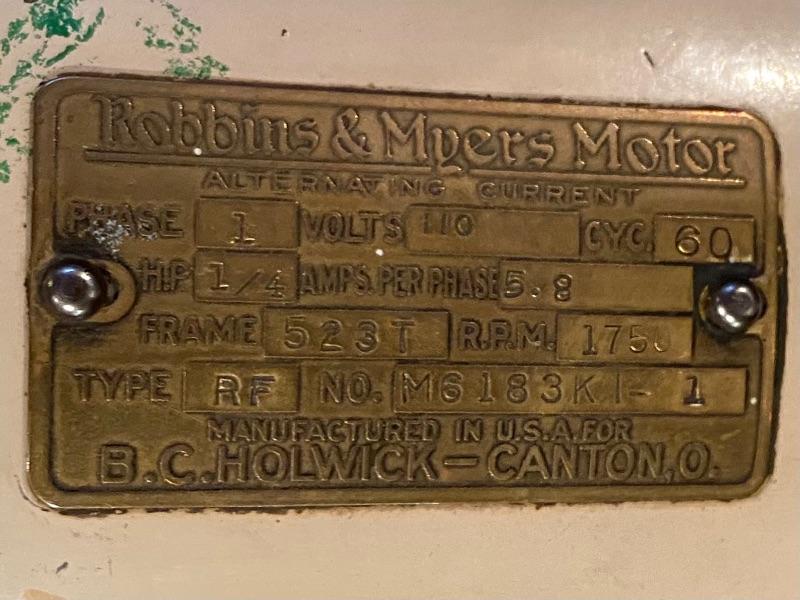 Robbins & Myers Motor
ALTERNATING CURRENT
PHASE 1 VOLTS 110 CYC. 60
H.P. 1/4 AMPS. PER PHASE 5.8
FRAME 523T R.P.M. 1750
TYPE RF NO. M6183KI-1
MANUFACTURED IN U.S.A. FOR
B.C. HOLWICK – CANTON, O.